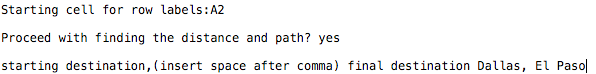 Starting cell for row labels:A2
Proceed with finding the distance and path? yes
starting destination,(insert space after comma) final destination Dallas, El Paso